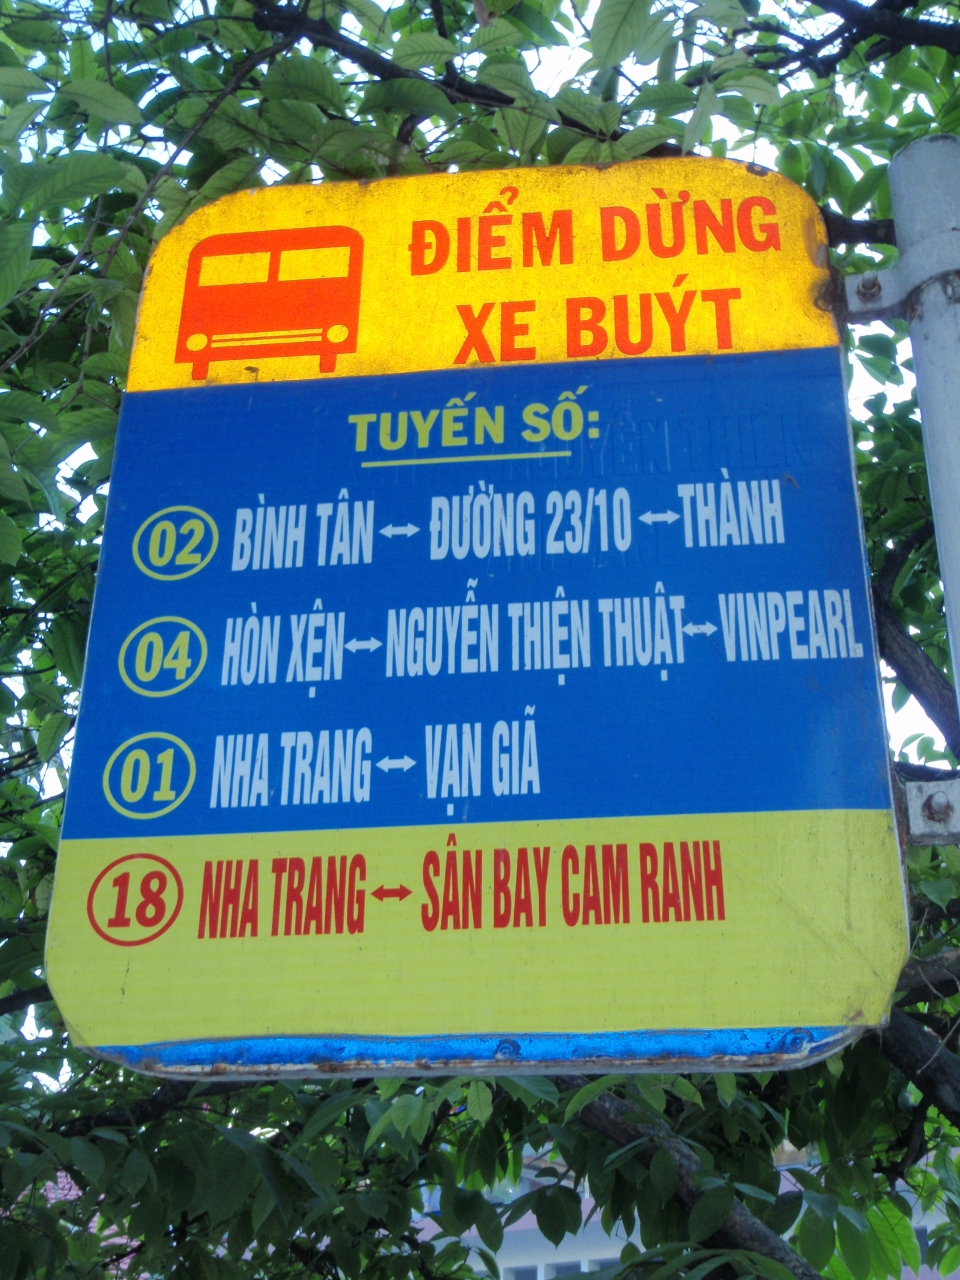 ĐIỂM DỪNG
XE BUÝT
TUYẾN SỐ:
02 BÌNH TÂN ↔ ĐƯỜNG 23/10 ↔ THÀNH
04 HÒN XỆN ↔ NGUYỄN THIỆN THUẬT ↔ VINPEARL
01 NHA TRANG ↔ VẠN GIÃ
18 NHA TRANG ↔ SÂN BAY CAM RANH